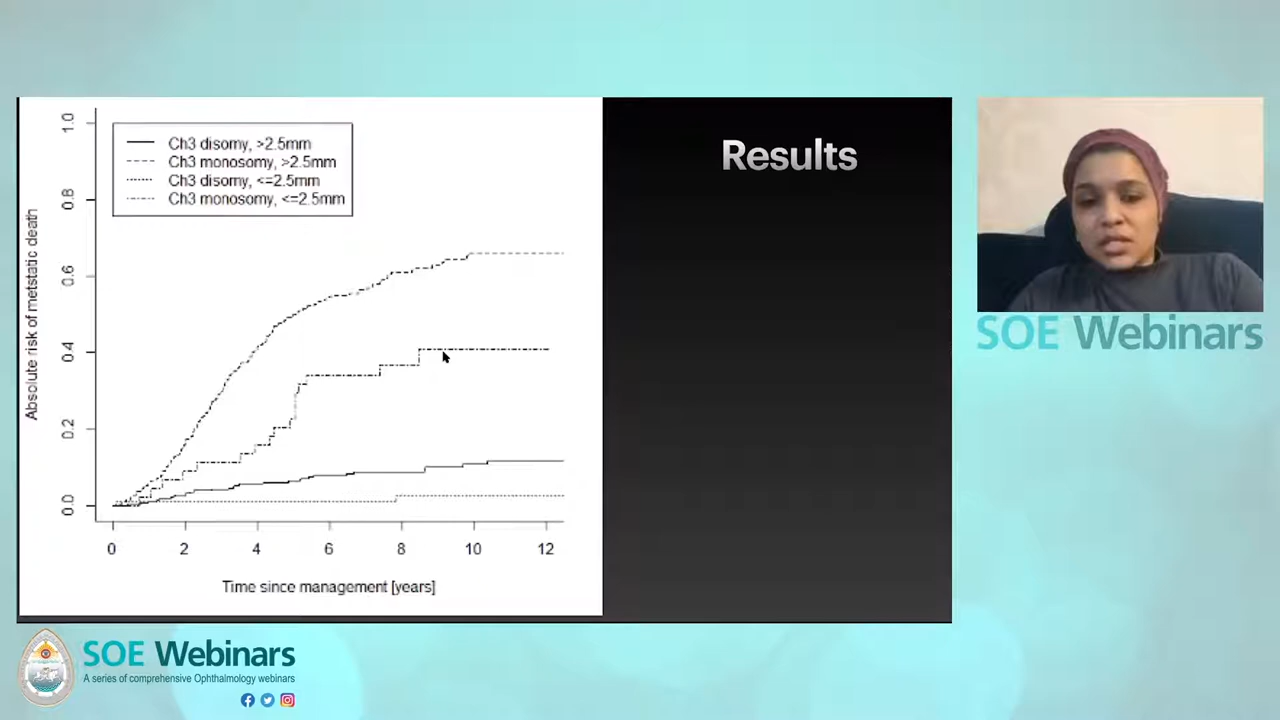 Results
1.0
0.8
0.6
0.4
0.2
0.0
Absolute risk of metstatic death
Ch3 disomy, >2.5mm
Ch3 monosomy, >2.5mm
Ch3 disomy, <=2.5mm
Ch3 monosomy, <=2.5mm
0 2 4 6 8 10 12
Time since management [years]
SOE Webinars
SOE Webinars
A series of comprehensive Ophthalmology webinars